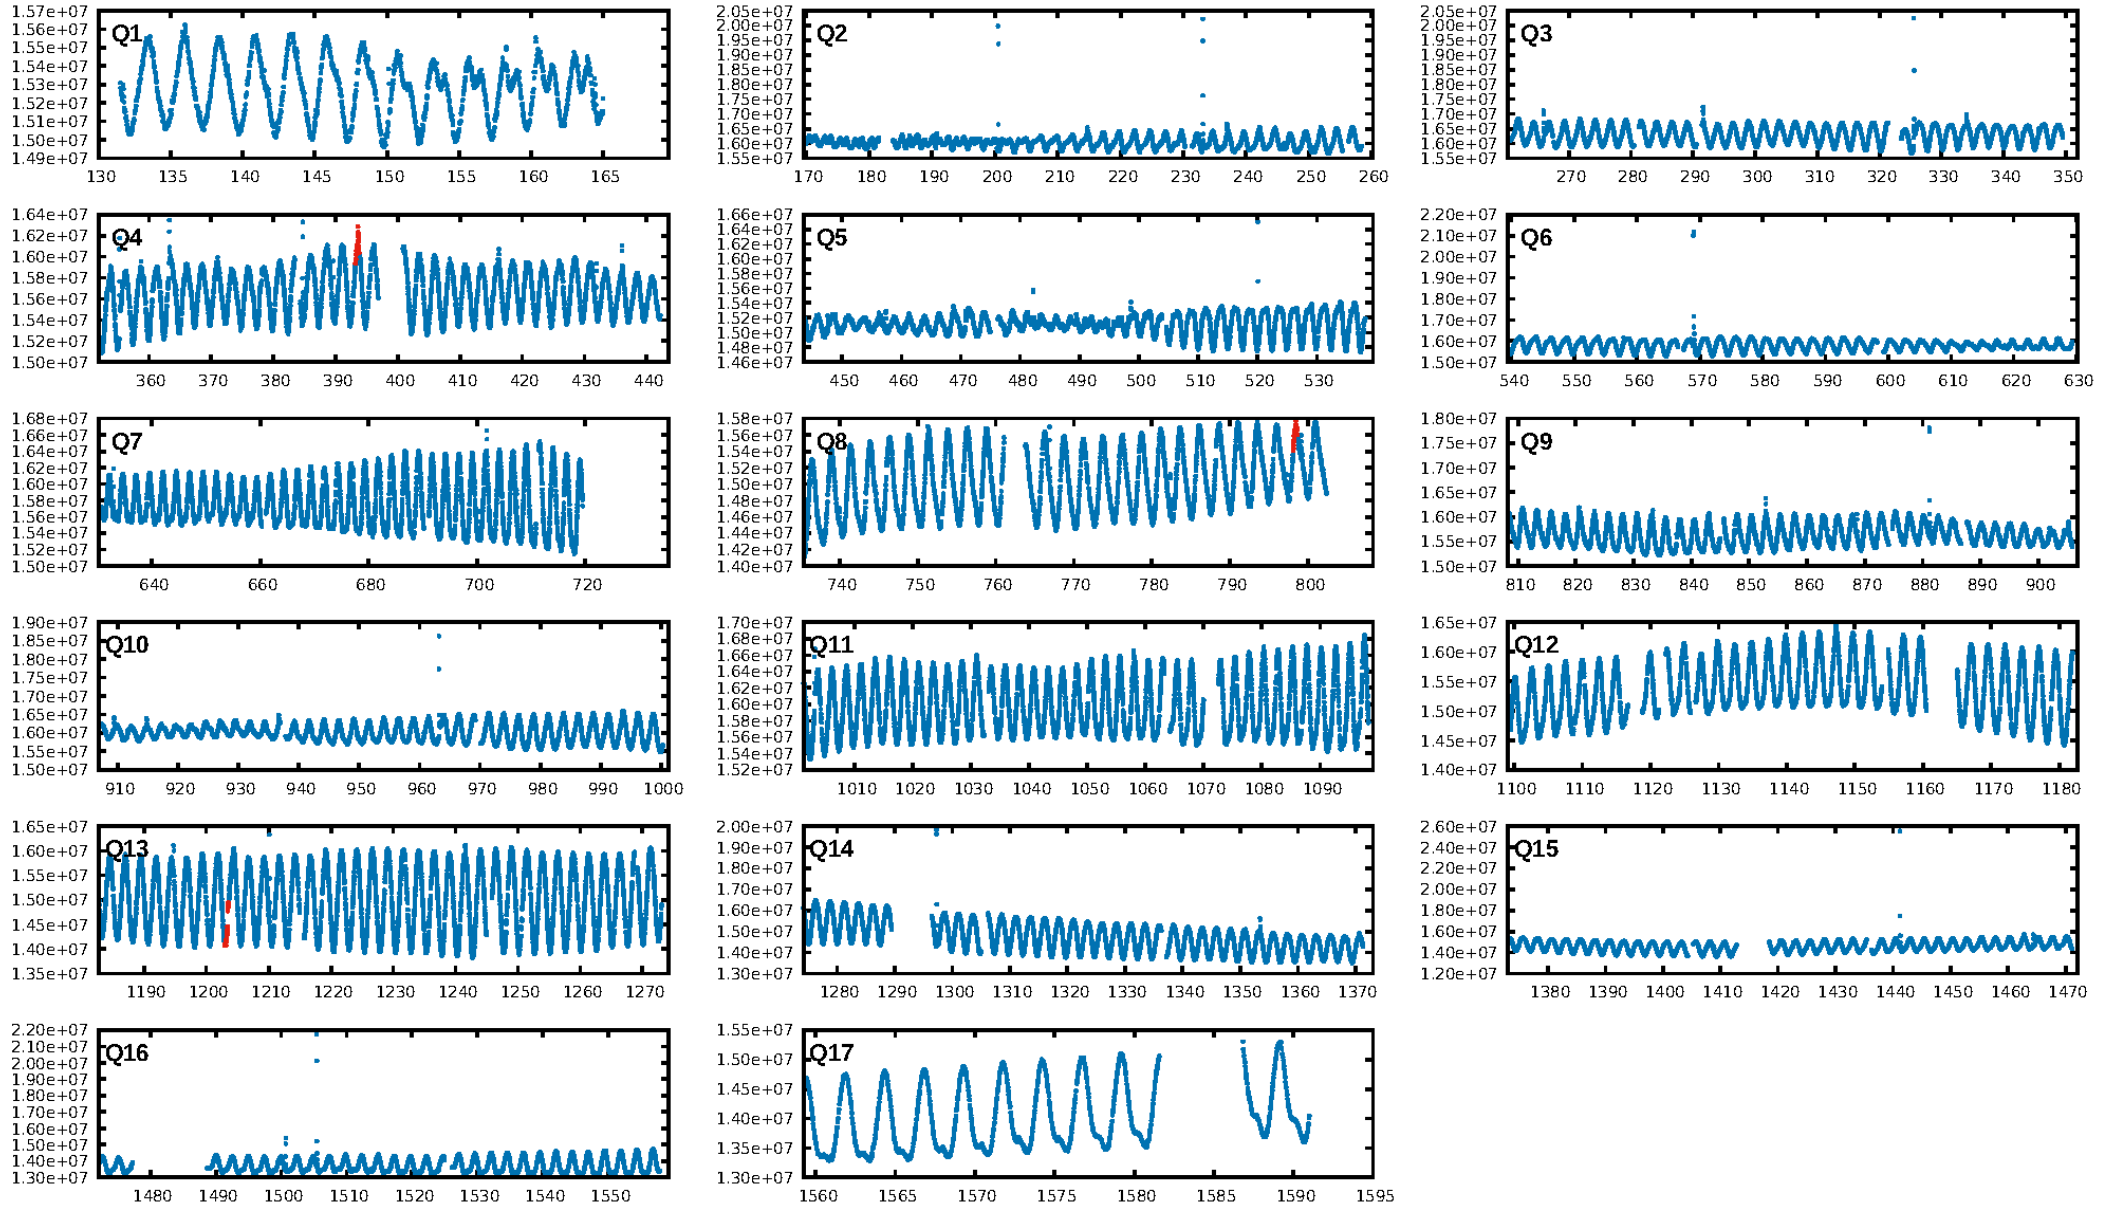 1.57e+07
1.56e+07
1.55e+07
1.54e+07
1.53e+07
1.52e+07
1.51e+07
1.50e+07
1.49e+07
Q1
130 135 140 145 150 155 160 165
2.05e+07
2.00e+07
1.95e+07
1.90e+07
1.85e+07
1.80e+07
1.75e+07
1.70e+07
1.65e+07
1.60e+07
1.55e+07
Q2
170 180 190 200 210 220 230 240 250 260
2.05e+07
2.00e+07
1.95e+07
1.90e+07
1.85e+07
1.80e+07
1.75e+07
1.70e+07
1.65e+07
1.60e+07
1.55e+07
Q3
270 280 290 300 310 320 330 340 350
1.64e+07
1.62e+07
1.60e+07
1.58e+07
1.56e+07
1.54e+07
1.52e+07
1.50e+07
Q4
360 370 380 390 400 410 420 430 440
1.66e+07
1.64e+07
1.62e+07
1.60e+07
1.58e+07
1.56e+07
1.54e+07
1.52e+07
1.50e+07
1.48e+07
1.46e+07
Q5
450 460 470 480 490 500 510 520 530
2.20e+07
2.10e+07
2.00e+07
1.90e+07
1.80e+07
1.70e+07
1.60e+07
1.50e+07
Q6
540 550 560 570 580 590 600 610 620 630
1.68e+07
1.66e+07
1.64e+07
1.62e+07
1.60e+07
1.58e+07
1.56e+07
1.54e+07
1.52e+07
1.50e+07
Q7
640 660 680 700 720
1.58e+07
1.56e+07
1.54e+07
1.52e+07
1.50e+07
1.48e+07
1.46e+07
1.44e+07
1.42e+07
1.40e+07
Q8
740 750 760 770 780 790 800
1.80e+07
1.75e+07
1.70e+07
1.65e+07
1.60e+07
1.55e+07
1.50e+07
Q9
810 820 830 840 850 860 870 880 890 900
1.90e+07
1.85e+07
1.80e+07
1.75e+07
1.70e+07
1.65e+07
1.60e+07
1.55e+07
1.50e+07
Q10
910 920 930 940 950 960 970 980 990 1000
1.70e+07
1.68e+07
1.66e+07
1.64e+07
1.62e+07
1.60e+07
1.58e+07
1.56e+07
1.54e+07
1.52e+07
Q11
1010 1020 1030 1040 1050 1060 1070 1080 1090
1.65e+07
1.60e+07
1.55e+07
1.50e+07
1.45e+07
1.40e+07
Q12
1100 1110 1120 1130 1140 1150 1160 1170 1180
1.65e+07
1.60e+07
1.55e+07
1.50e+07
1.45e+07
1.40e+07
1.35e+07
Q13
1190 1200 1210 1220 1230 1240 1250 1260 1270
2.00e+07
1.90e+07
1.80e+07
1.70e+07
1.60e+07
1.50e+07
1.40e+07
1.30e+07
Q14
1280 1290 1300 1310 1320 1330 1340 1350 1360 1370
2.60e+07
2.40e+07
2.20e+07
2.00e+07
1.80e+07
1.60e+07
1.40e+07
1.20e+07
Q15
1380 1390 1400 1410 1420 1430 1440 1450 1460 1470
2.20e+07
2.10e+07
2.00e+07
1.90e+07
1.80e+07
1.70e+07
1.60e+07
1.50e+07
1.40e+07
1.30e+07
Q16
1480 1490 1500 1510 1520 1530 1540 1550
1.55e+07
1.50e+07
1.45e+07
1.40e+07
1.35e+07
1.30e+07
Q17
1560 1565 1570 1575 1580 1585 1590 1595